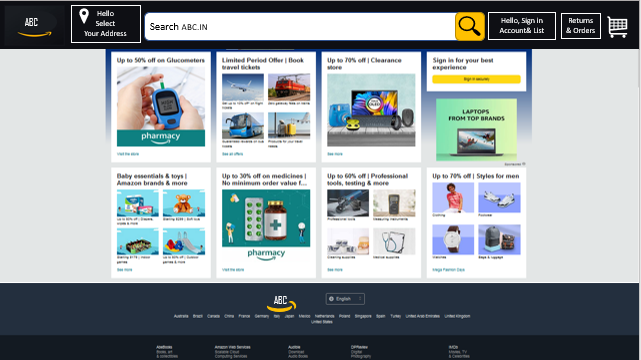 ABC
Hello
Select
Your Address
Search ABC.IN
Hello, Sign in
Account& List
Returns
& Orders
Up to 50% off on Glucometers
pharmacy
Visit the store
Limited Period Offer | Book
travel tickets
See all offers
Up to 70% off | Clearance
store
See more
Sign in for your best
experience
Sign in securely
LAPTOPS
FROM TOP BRANDS
Sponsored
Baby essentials & toys |
Amazon brands & more
See more
Up to 30% off on medicines |
No minimum order value f...
pharmacy
Visit the store
Up to 60% off | Professional
tools, testing & more
Professional tools
Measuring instruments
Cleaning supplies
Medical supplies
See more
Up to 70% off | Styles for men
Clothing
Footwear
Watches
Bags & luggage
Mega Fashion Days
ABC
English
Australia Brazil Canada China France Germany Italy Japan Mexico Netherlands Poland Singapore Spain Turkey United Arab Emirates United Kingdom
United States
AbeBooks
Books, art
& collectibles
Amazon Web Services
Scalable Cloud
Computing Services
Audible
Download
Audio Books
DPReview
Digital
Photography
IMDb
Movies, TV
& Celebrities